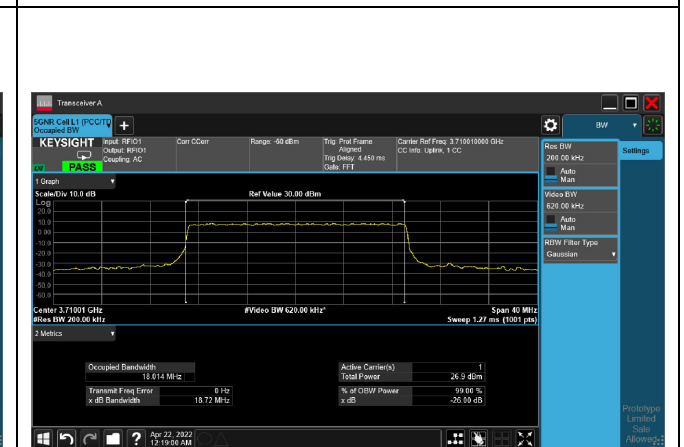 Transceiver A
5GNR Cell L1 (PCC/TD
Occupied BW
+
BW
KEYSIGHT
Input: RFIO1
Output: RFIO1
Coupling: AC
Corr CCorr
Range: -60 dBm
Trig: Prot Frame
Aligned
Trig Delay: 4.450 ms
Gate: FFT
Carrier Ref Freq: 3.710010000 GHz
CC Info: Uplink, 1 CC
PASS
Res BW
200.00 kHz
Auto
Man
Settings
1 Graph
Scale/Div 10.0 dB
Ref Value 30.00 dBm
Log
20.0
10.0
0.00
-10.0
-20.0
-30.0
-40.0
-50.0
-60.0
Video BW
620.00 kHz
Auto
Man
RBW Filter Type
Gaussian
Center 3.71001 GHz
#Video BW 620.00 kHz*
Span 40 MHz
#Res BW 200.00 kHz
Sweep 1.27 ms (1001 pts)
2 Metrics
Occupied Bandwidth
18.014 MHz
Active Carrier(s) 1
Total Power 26.9 dBm
Transmit Freq Error 0 Hz
x dB Bandwidth 18.72 MHz
% of OBW Power 99.00 %
x dB -26.00 dB
Prototype
Limited
Sale
Allowed
?
Apr 22, 2022
12:19:00 AM